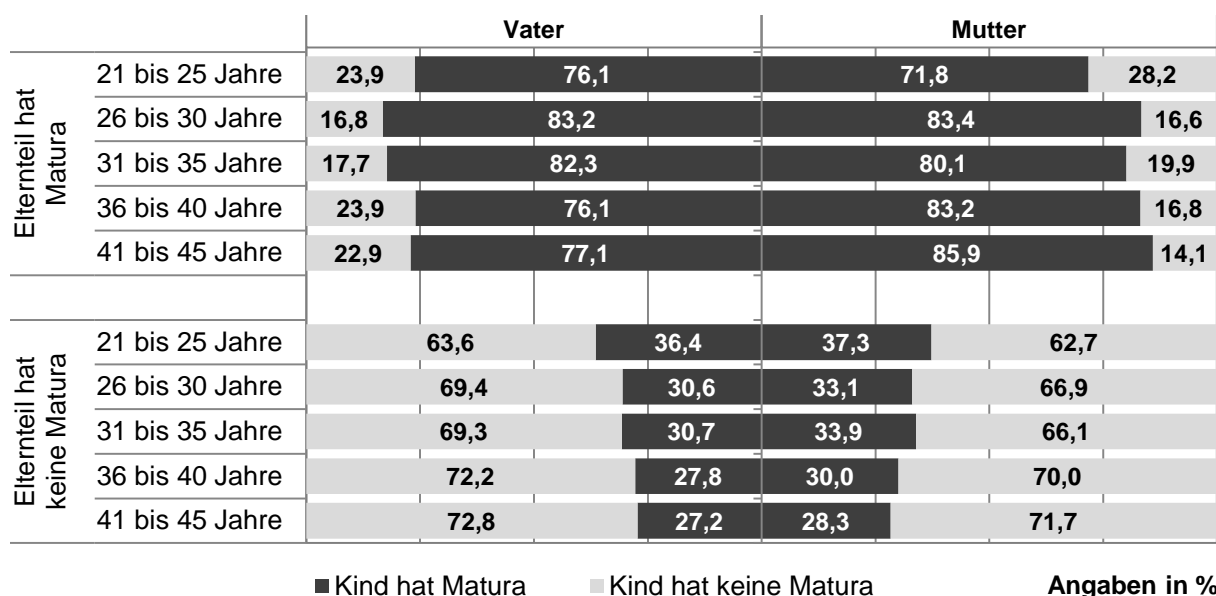 Vater Mutter
Elternteil hat Matura
21 bis 25 Jahre 23,9 76,1 71,8 28,2
26 bis 30 Jahre 16,8 83,2 83,4 16,6
31 bis 35 Jahre 17,7 82,3 80,1 19,9
36 bis 40 Jahre 23,9 76,1 83,2 16,8
41 bis 45 Jahre 22,9 77,1 85,9 14,1
Elternteil hat keine Matura
21 bis 25 Jahre 63,6 36,4 37,3 62,7
26 bis 30 Jahre 69,4 30,6 33,1 66,9
31 bis 35 Jahre 69,3 30,7 33,9 66,1
36 bis 40 Jahre 72,2 27,8 30,0 70,0
41 bis 45 Jahre 72,8 27,2 28,3 71,7
Kind hat Matura Kind hat keine Matura Angaben in %